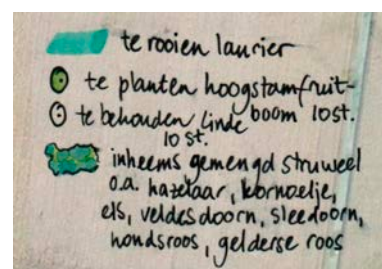 te rooien laurier
te planten hoogstamfruit-
boom 10st.
te behouden linde
10 st.
inheems gemengd struweel
o.a. hazelaar, kornoelje,
els, veldesdoorn, sleedoorn,
hondsroos, gelderse roos